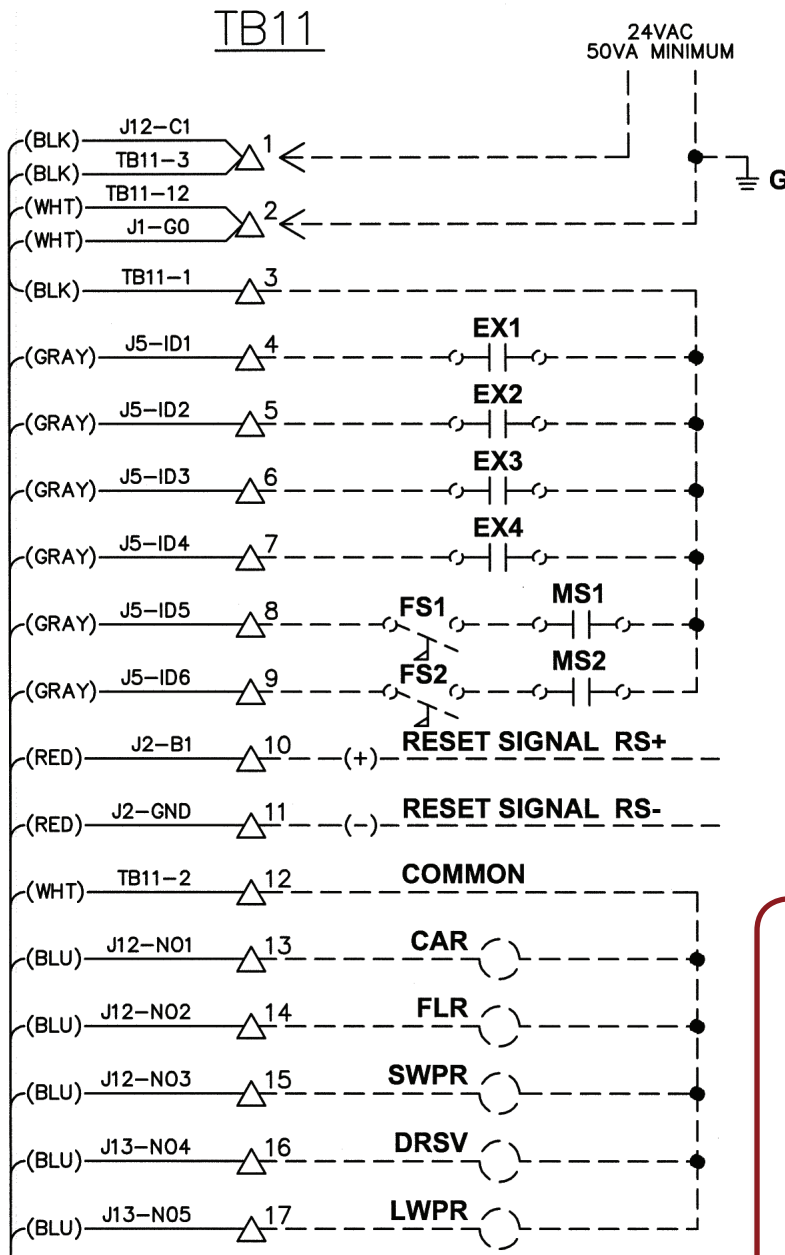 TB11
24VAC
50VA MINIMUM
(BLK) J12-C1 1
(BLK) TB11-3
G
(WHT) TB11-12 2
(WHT) J1-G0
(BLK) TB11-1 3
(GRAY) J5-ID1 4 EX1
(GRAY) J5-ID2 5 EX2
(GRAY) J5-ID3 6 EX3
(GRAY) J5-ID4 7 EX4
(GRAY) J5-ID5 8 FS1 MS1
(GRAY) J5-ID6 9 FS2 MS2
(RED) J2-B1 10 (+) RESET SIGNAL RS+
(RED) J2-GND 11 (-) RESET SIGNAL RS-
(WHT) TB11-2 12 COMMON
(BLU) J12-NO1 13 CAR
(BLU) J12-NO2 14 FLR
(BLU) J12-NO3 15 SWPR
(BLU) J13-NO4 16 DRSV
(BLU) J13-NO5 17 LWPR